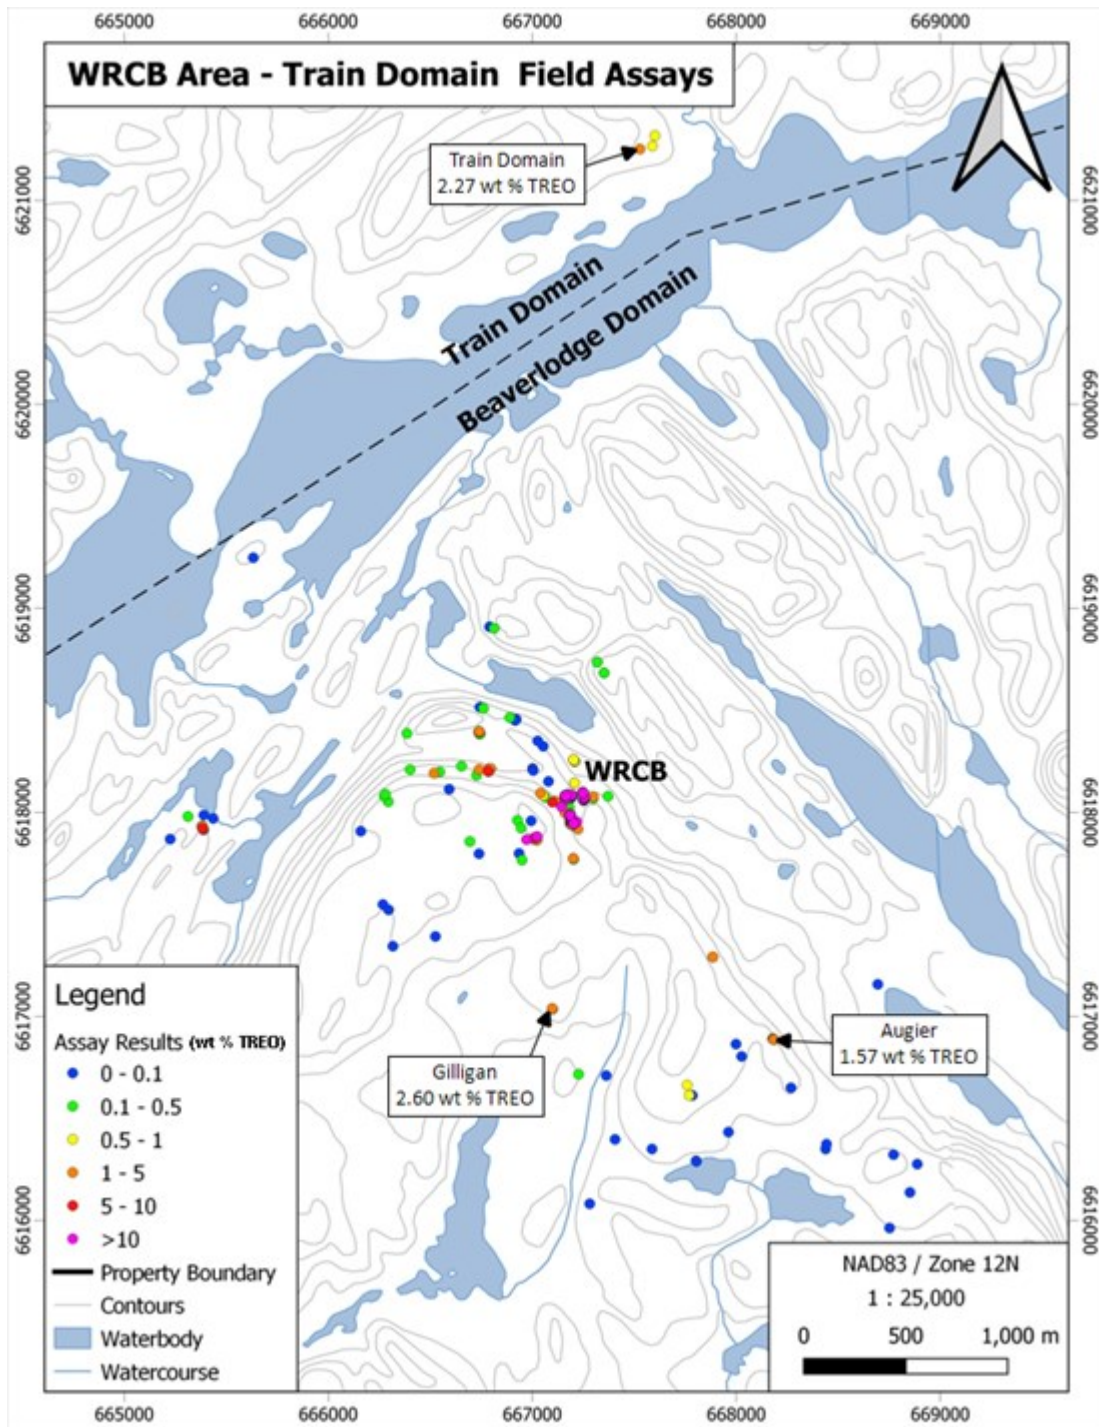 665000 666000 667000 668000 669000
WRCB Area - Train Domain Field Assays
Train Domain
2.27 wt % TREO
6621000 6621000
Train Domain
Beaverlodge Domain
6620000 6620000
6619000 6619000
WRCB
6618000 6618000
6617000 6617000
Gilligan
2.60 wt % TREO
Augier
1.57 wt % TREO
6616000 6616000
Legend
Assay Results (wt % TREO)
0 - 0.1
0.1 - 0.5
0.5 - 1
1 - 5
5 - 10
>10
Property Boundary
Contours
Waterbody
Watercourse
NAD83 / Zone 12N
1 : 25,000
0 500 1,000 m
665000 666000 667000 668000 669000